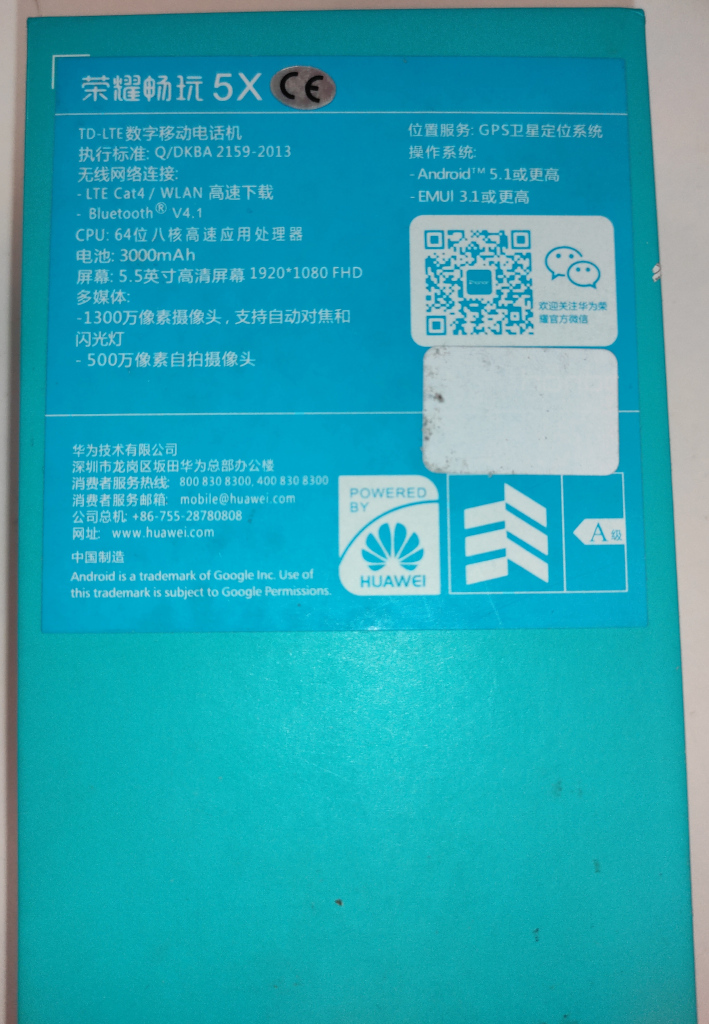 荣耀畅玩 5X CE
TD-LTE数字移动电话机
执行标准: Q/DKBA 2159-2013
无线网络连接:
- LTE Cat4 / WLAN 高速下载
- Bluetooth® V4.1
CPU: 64位 八核高速应用处理器
电池: 3000mAh
屏幕: 5.5英寸高清屏幕 1920*1080 FHD
多媒体:
-1300万像素摄像头 , 支持自动对焦和
闪光灯
- 500万像素自拍摄像头
位置服务: GPS卫星定位系统
操作系统:
- Android™ 5.1或更高
- EMUI 3.1或更高
欢迎关注华为荣
耀官方微信
华为技术有限公司
深圳市龙岗区坂田华为总部办公楼
消费者服务热线: 800 830 8300, 400 830 8300
消费者服务邮箱: mobile@huawei.com
公司总机: +86-755-28780808
网址: www.huawei.com
中国制造
Android is a trademark of Google Inc. Use of
this trademark is subject to Google Permissions.
POWERED
BY
HUAWEI
A级